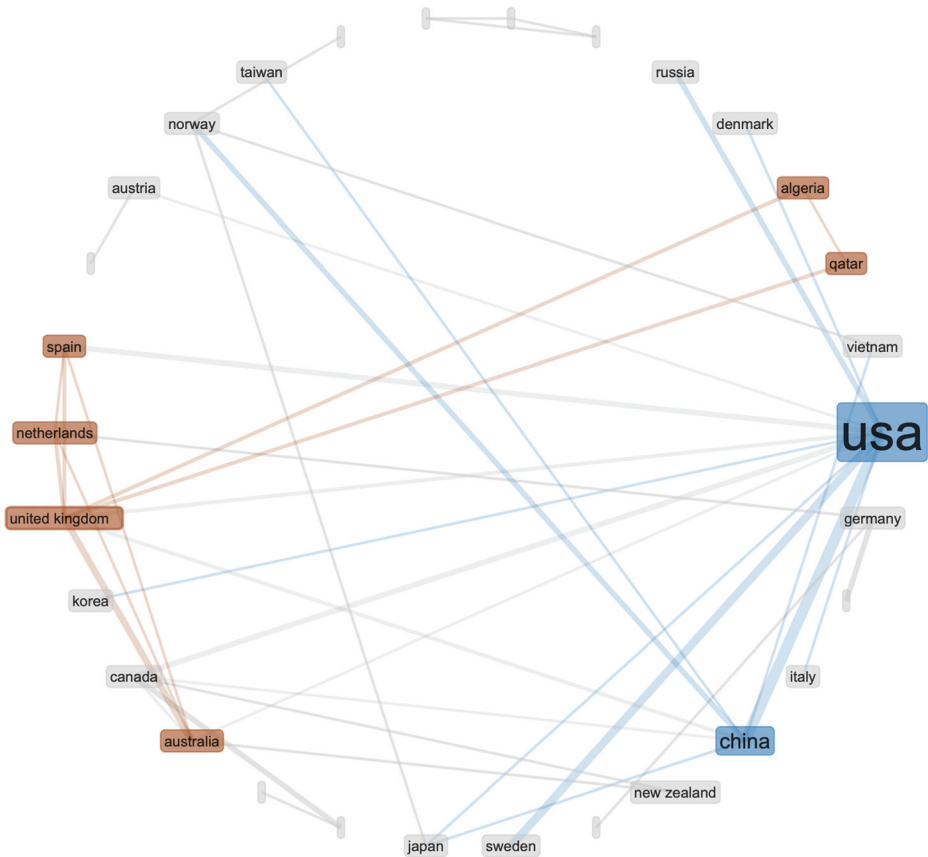 taiwan
russia
norway
denmark
austria
algeria
qatar
spain
vietnam
netherlands
usa
united kingdom
germany
korea
canada
italy
australia
china
new zealand
japan
sweden